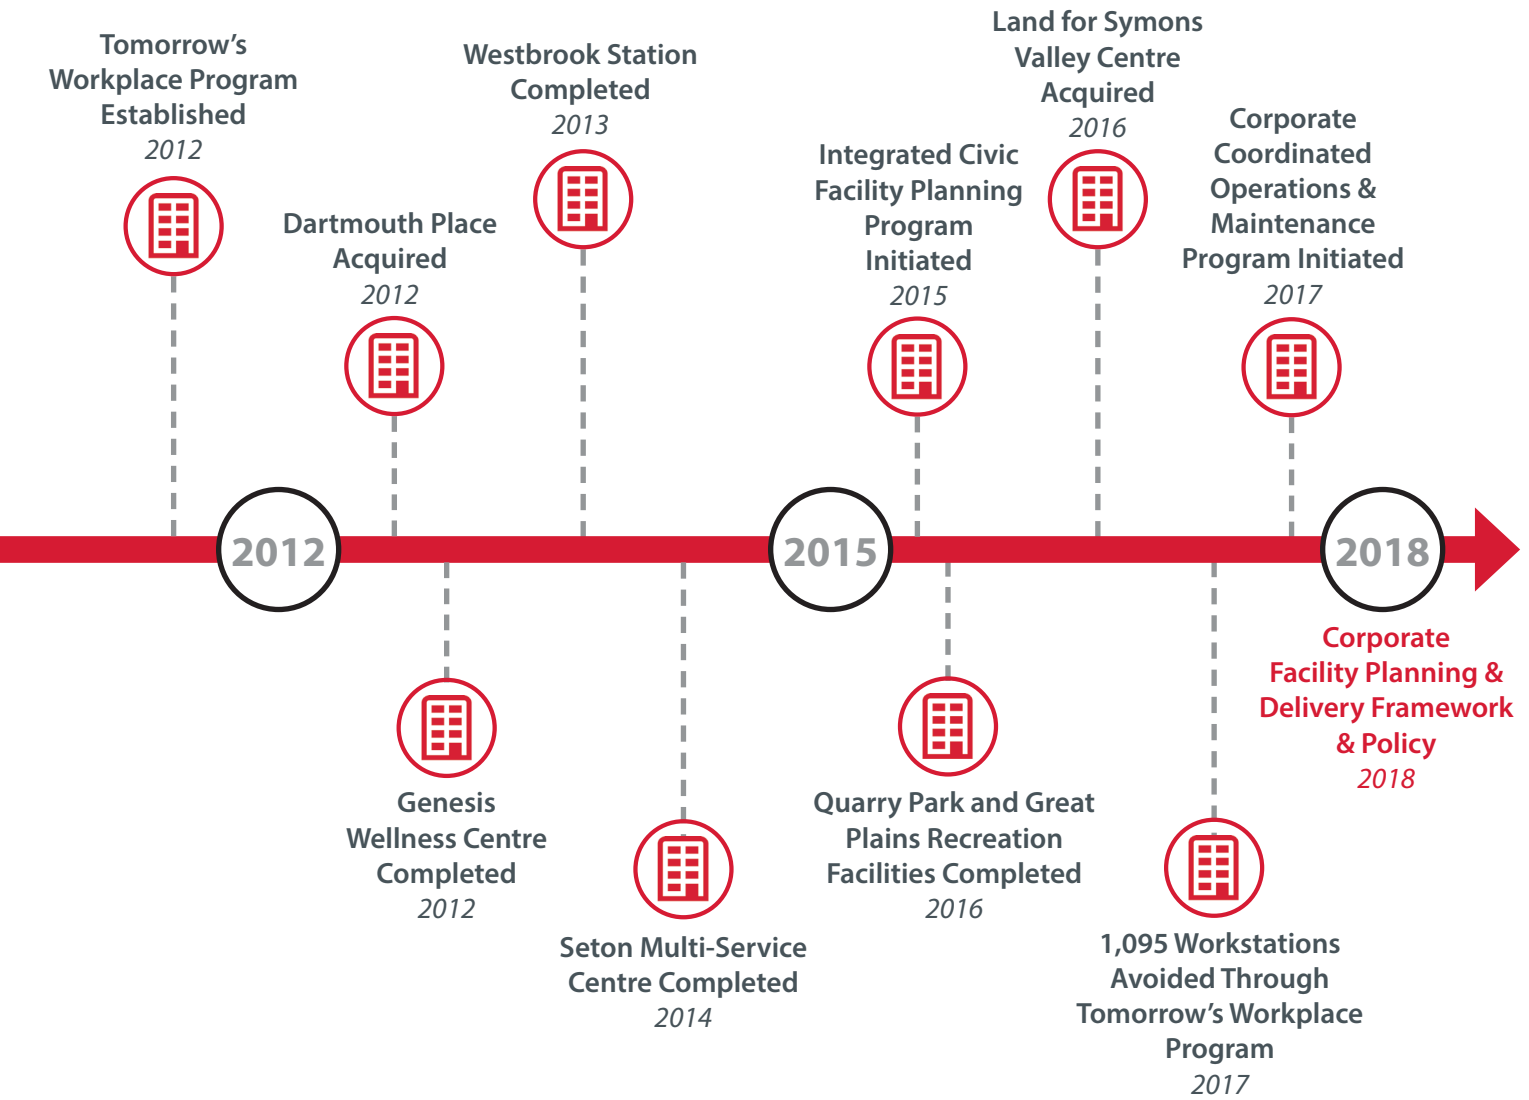 Tomorrow's
Workplace Program
Established
2012
Dartmouth Place
Acquired
2012
Westbrook Station
Completed
2013
Integrated Civic
Facility Planning
Program
Initiated
2015
Land for Symons
Valley Centre
Acquired
2016
Corporate
Coordinated
Operations &
Maintenance
Program Initiated
2017
2012
2015
2018
Genesis
Wellness Centre
Completed
2012
Seton Multi-Service
Centre Completed
2014
Quarry Park and Great
Plains Recreation
Facilities Completed
2016
1,095 Workstations
Avoided Through
Tomorrow's Workplace
Program
2017
Corporate
Facility Planning &
Delivery Framework
& Policy
2018